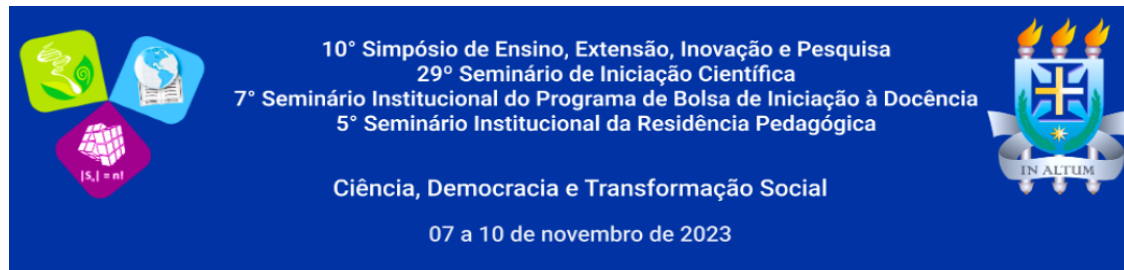 10° Simpósio de Ensino, Extensão, Inovação e Pesquisa
29º Seminário de Iniciação Científica
7° Seminário Institucional do Programa de Bolsa de Iniciação à Docência
5° Seminário Institucional da Residência Pedagógica
Ciência, Democracia e Transformação Social
07 a 10 de novembro de 2023
|Sₙ| = n!
IN ALTUM